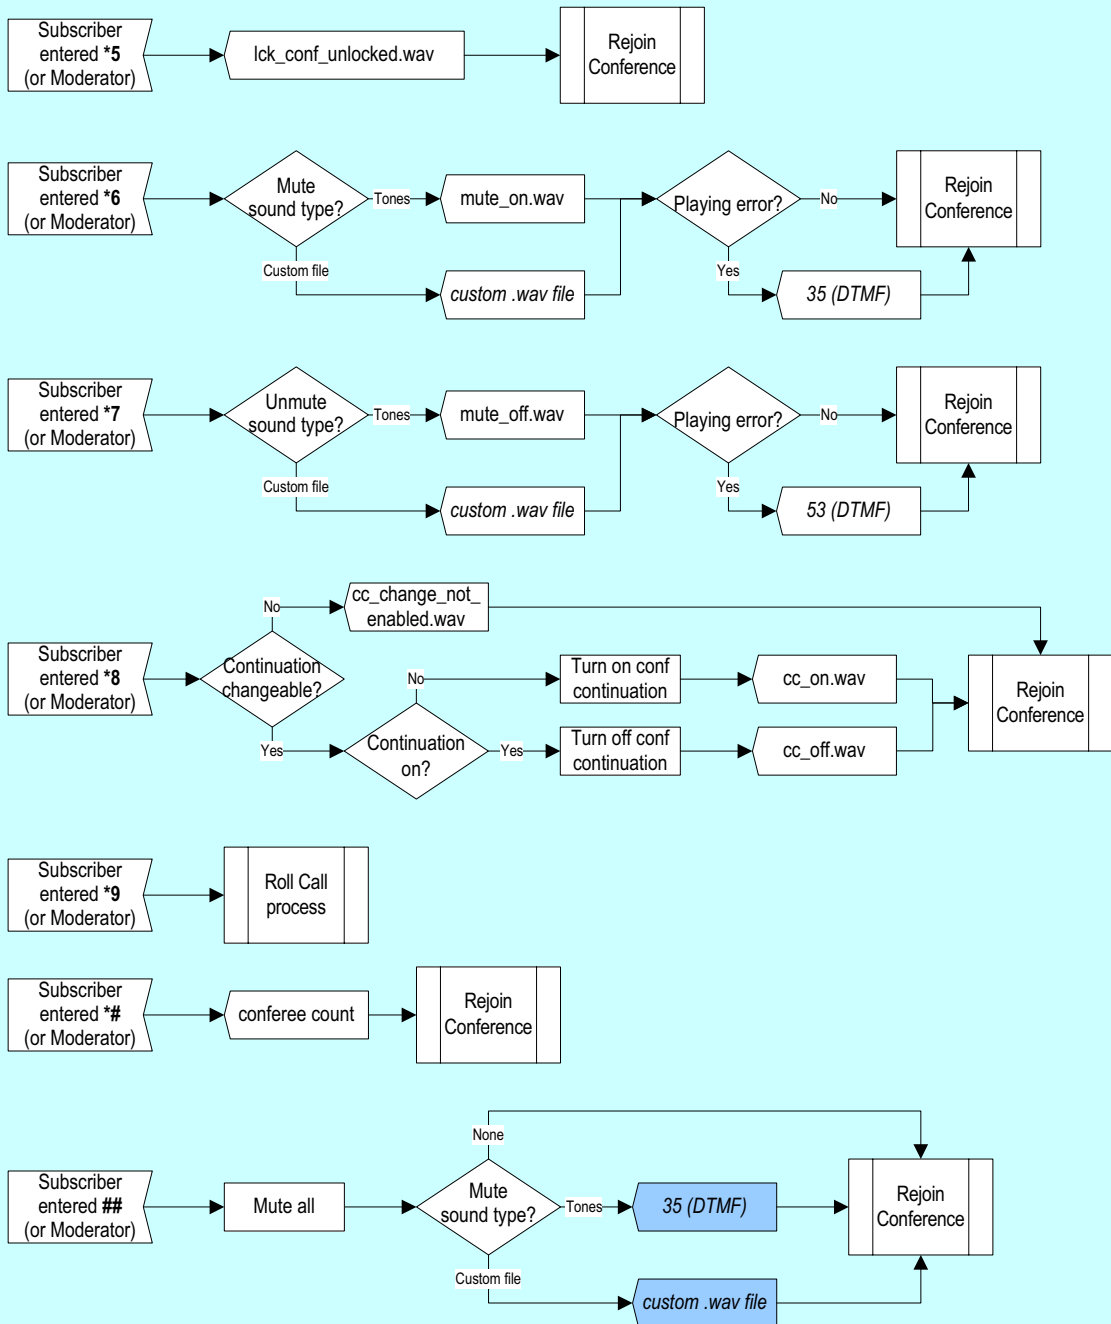 Subscriber
entered *5
(or Moderator)
lck_conf_unlocked.wav
Rejoin
Conference
Subscriber
entered *6
(or Moderator)
Mute
sound type?
Tones
mute_on.wav
Playing error?
No
Rejoin
Conference
Custom file
custom .wav file
Yes
35 (DTMF)
Subscriber
entered *7
(or Moderator)
Unmute
sound type?
Tones
mute_off.wav
Playing error?
No
Rejoin
Conference
Custom file
custom .wav file
Yes
53 (DTMF)
No
cc_change_not_
enabled.wav
Subscriber
entered *8
(or Moderator)
Continuation
changeable?
No
Turn on conf
continuation
cc_on.wav
Rejoin
Conference
Yes
Continuation
on?
Yes
Turn off conf
continuation
cc_off.wav
Subscriber
entered *9
(or Moderator)
Roll Call
process
Subscriber
entered *#
(or Moderator)
conferee count
Rejoin
Conference
None
Subscriber
entered ##
(or Moderator)
Mute all
Mute
sound type?
Tones
35 (DTMF)
Rejoin
Conference
Custom file
custom .wav file